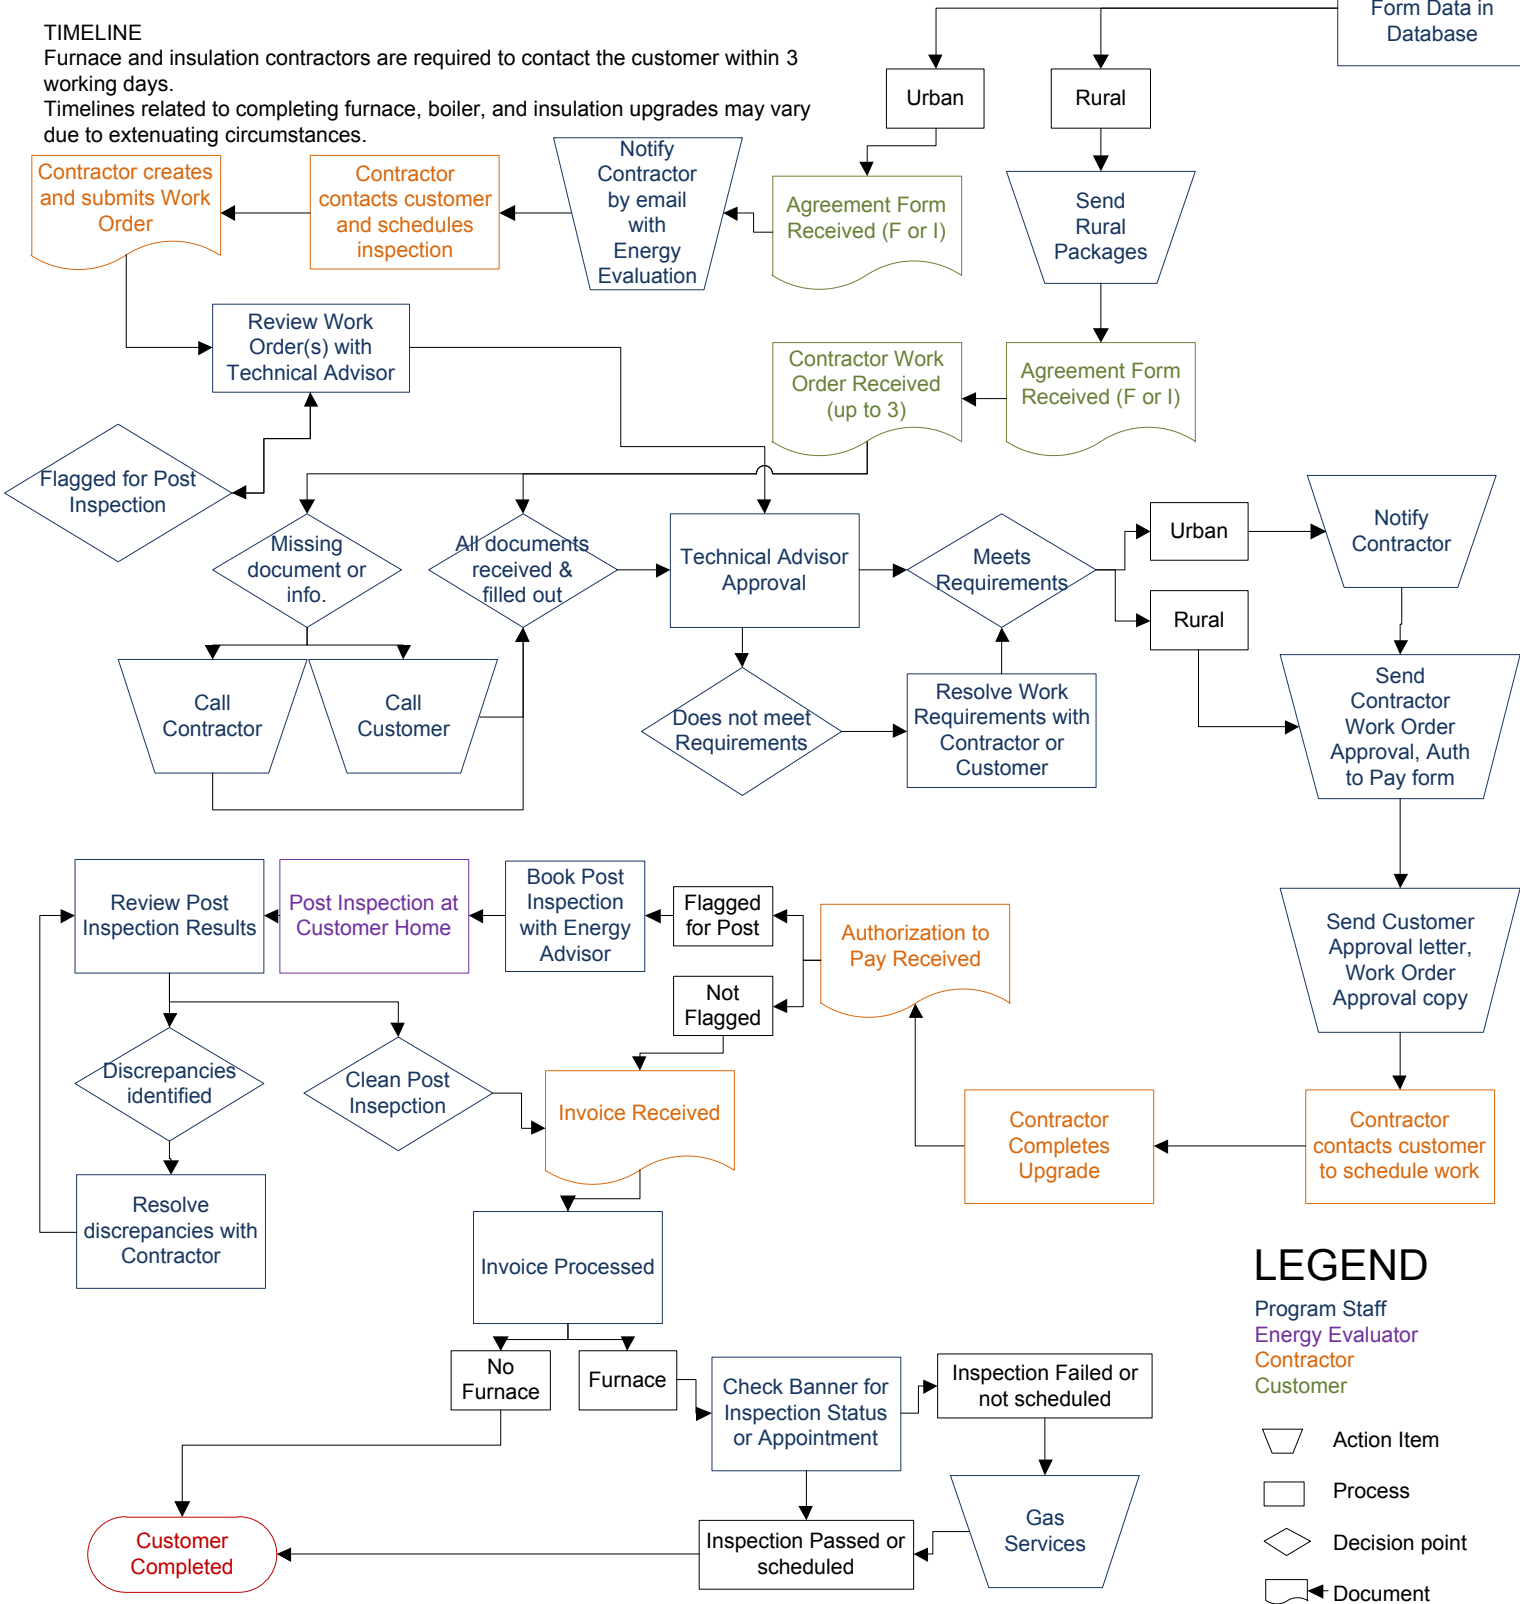 TIMELINE
Furnace and insulation contractors are required to contact the customer within 3
working days.
Timelines related to completing furnace, boiler, and insulation upgrades may vary
due to extenuating circumstances.
Form Data in
Database
Urban
Rural
Contractor creates
and submits Work
Order
Contractor
contacts customer
and schedules
inspection
Notify
Contractor
by email
with
Energy
Evaluation
Agreement Form
Received (F or I)
Send
Rural
Packages
Review Work
Order(s) with
Technical Advisor
Contractor Work
Order Received
(up to 3)
Agreement Form
Received (F or I)
Flagged for Post
Inspection
Missing
document or
info.
All documents
received &
filled out
Technical Advisor
Approval
Meets
Requirements
Urban
Notify
Contractor
Rural
Call
Contractor
Call
Customer
Does not meet
Requirements
Resolve Work
Requirements with
Contractor or
Customer
Send
Contractor
Work Order
Approval, Auth
to Pay form
Review Post
Inspection Results
Post Inspection at
Customer Home
Book Post
Inspection
with Energy
Advisor
Flagged
for Post
Authorization to
Pay Received
Send Customer
Approval letter,
Work Order
Approval copy
Not
Flagged
Discrepancies
identified
Clean Post
Insepction
Invoice Received
Contractor
Completes
Upgrade
Contractor
contacts customer
to schedule work
Resolve
discrepancies with
Contractor
Invoice Processed
LEGEND
Program Staff
Energy Evaluator
Contractor
Customer
No
Furnace
Furnace
Check Banner for
Inspection Status
or Appointment
Inspection Failed or
not scheduled
Action Item
Process
Customer
Completed
Inspection Passed or
scheduled
Gas
Services
Decision point
Document